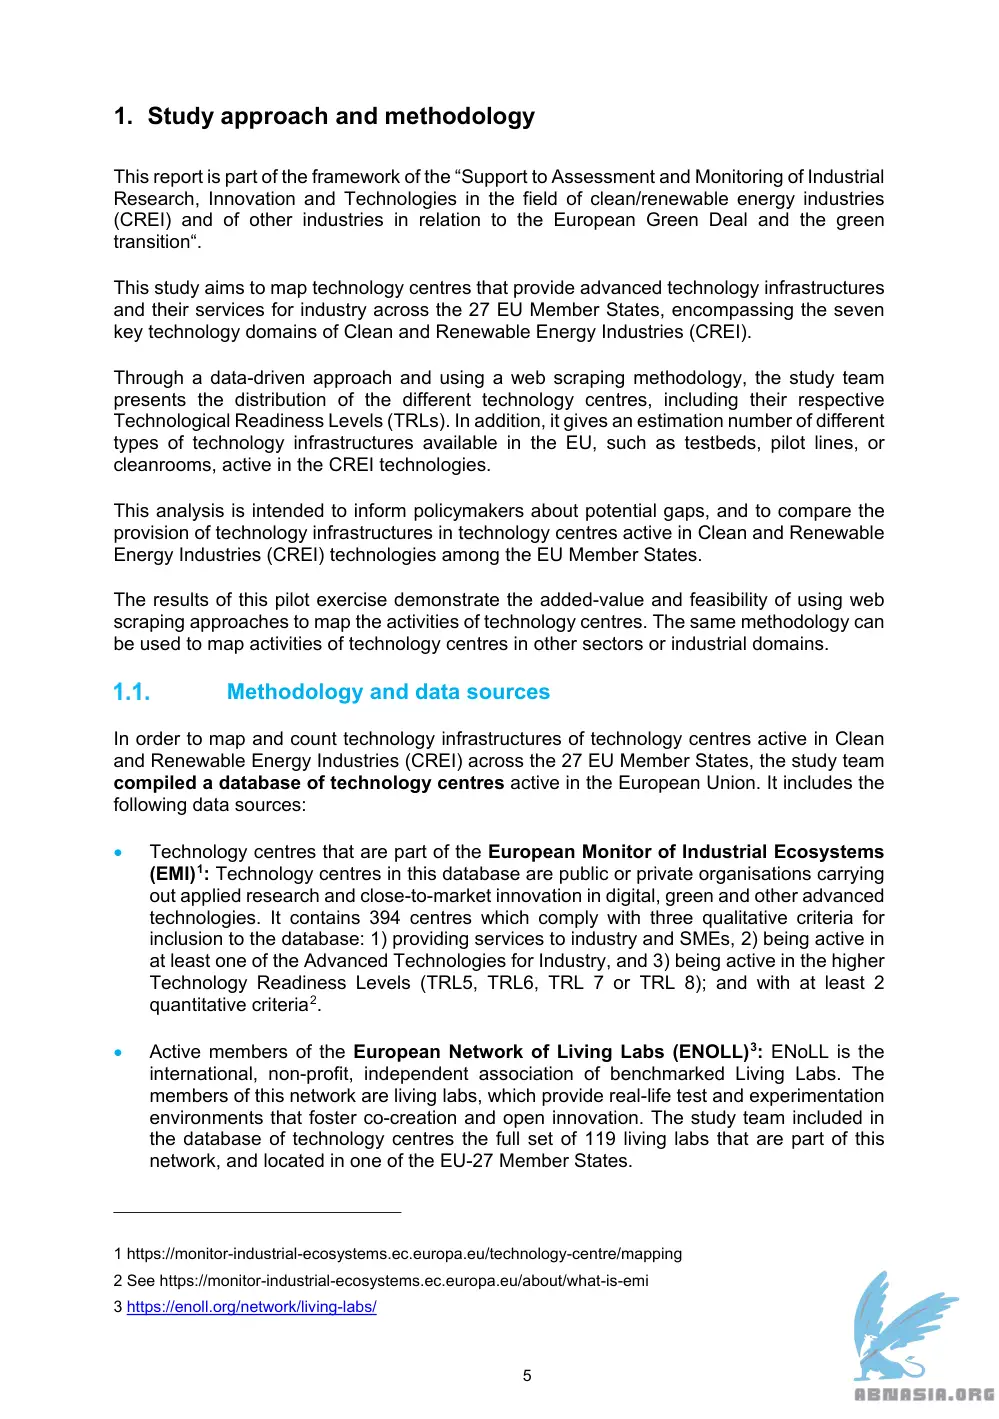 1. Study approach and methodology
This report is part of the framework of the “Support to Assessment and Monitoring of Industrial
Research, Innovation and Technologies in the field of clean/renewable energy industries
(CREI) and of other industries in relation to the European Green Deal and the green
transition“.
This study aims to map technology centres that provide advanced technology infrastructures
and their services for industry across the 27 EU Member States, encompassing the seven
key technology domains of Clean and Renewable Energy Industries (CREI).
Through a data-driven approach and using a web scraping methodology, the study team
presents the distribution of the different technology centres, including their respective
Technological Readiness Levels (TRLs). In addition, it gives an estimation number of different
types of technology infrastructures available in the EU, such as testbeds, pilot lines, or
cleanrooms, active in the CREI technologies.
This analysis is intended to inform policymakers about potential gaps, and to compare the
provision of technology infrastructures in technology centres active in Clean and Renewable
Energy Industries (CREI) technologies among the EU Member States.
The results of this pilot exercise demonstrate the added-value and feasibility of using web
scraping approaches to map the activities of technology centres. The same methodology can
be used to map activities of technology centres in other sectors or industrial domains.
1.1. Methodology and data sources
In order to map and count technology infrastructures of technology centres active in Clean
and Renewable Energy Industries (CREI) across the 27 EU Member States, the study team
compiled a database of technology centres active in the European Union. It includes the
following data sources:
• Technology centres that are part of the European Monitor of Industrial Ecosystems
(EMI)1: Technology centres in this database are public or private organisations carrying
out applied research and close-to-market innovation in digital, green and other advanced
technologies. It contains 394 centres which comply with three qualitative criteria for
inclusion to the database: 1) providing services to industry and SMEs, 2) being active in
at least one of the Advanced Technologies for Industry, and 3) being active in the higher
Technology Readiness Levels (TRL5, TRL6, TRL 7 or TRL 8); and with at least 2
quantitative criteria2.
• Active members of the European Network of Living Labs (ENOLL)3: ENoLL is the
international, non-profit, independent association of benchmarked Living Labs. The
members of this network are living labs, which provide real-life test and experimentation
environments that foster co-creation and open innovation. The study team included in
the database of technology centres the full set of 119 living labs that are part of this
network, and located in one of the EU-27 Member States.
1 https://monitor-industrial-ecosystems.ec.europa.eu/technology-centre/mapping
2 See https://monitor-industrial-ecosystems.ec.europa.eu/about/what-is-emi
3 https://enoll.org/network/living-labs/
5
ABNASIA.ORG